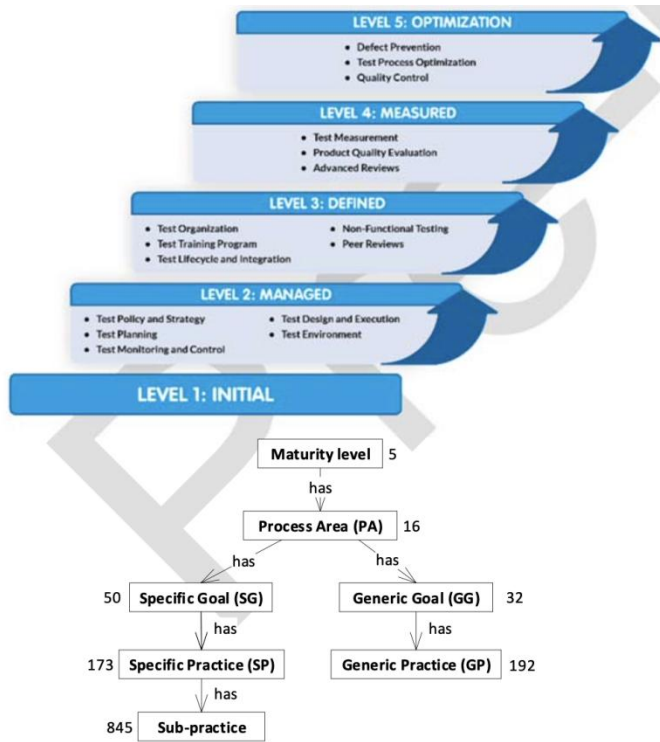 LEVEL 5: OPTIMIZATION
• Defect Prevention
• Test Process Optimization
• Quality Control
LEVEL 4: MEASURED
• Test Measurement
• Product Quality Evaluation
• Advanced Reviews
LEVEL 3: DEFINED
• Test Organization • Non-Functional Testing
• Test Training Program • Peer Reviews
• Test Lifecycle and Integration
LEVEL 2: MANAGED
• Test Policy and Strategy • Test Design and Execution
• Test Planning • Test Environment
• Test Monitoring and Control
LEVEL 1: INITIAL
Maturity level 5
has
Process Area (PA) 16
has has
50 Specific Goal (SG) Generic Goal (GG) 32
has has
173 Specific Practice (SP) Generic Practice (GP) 192
has
845 Sub-practice